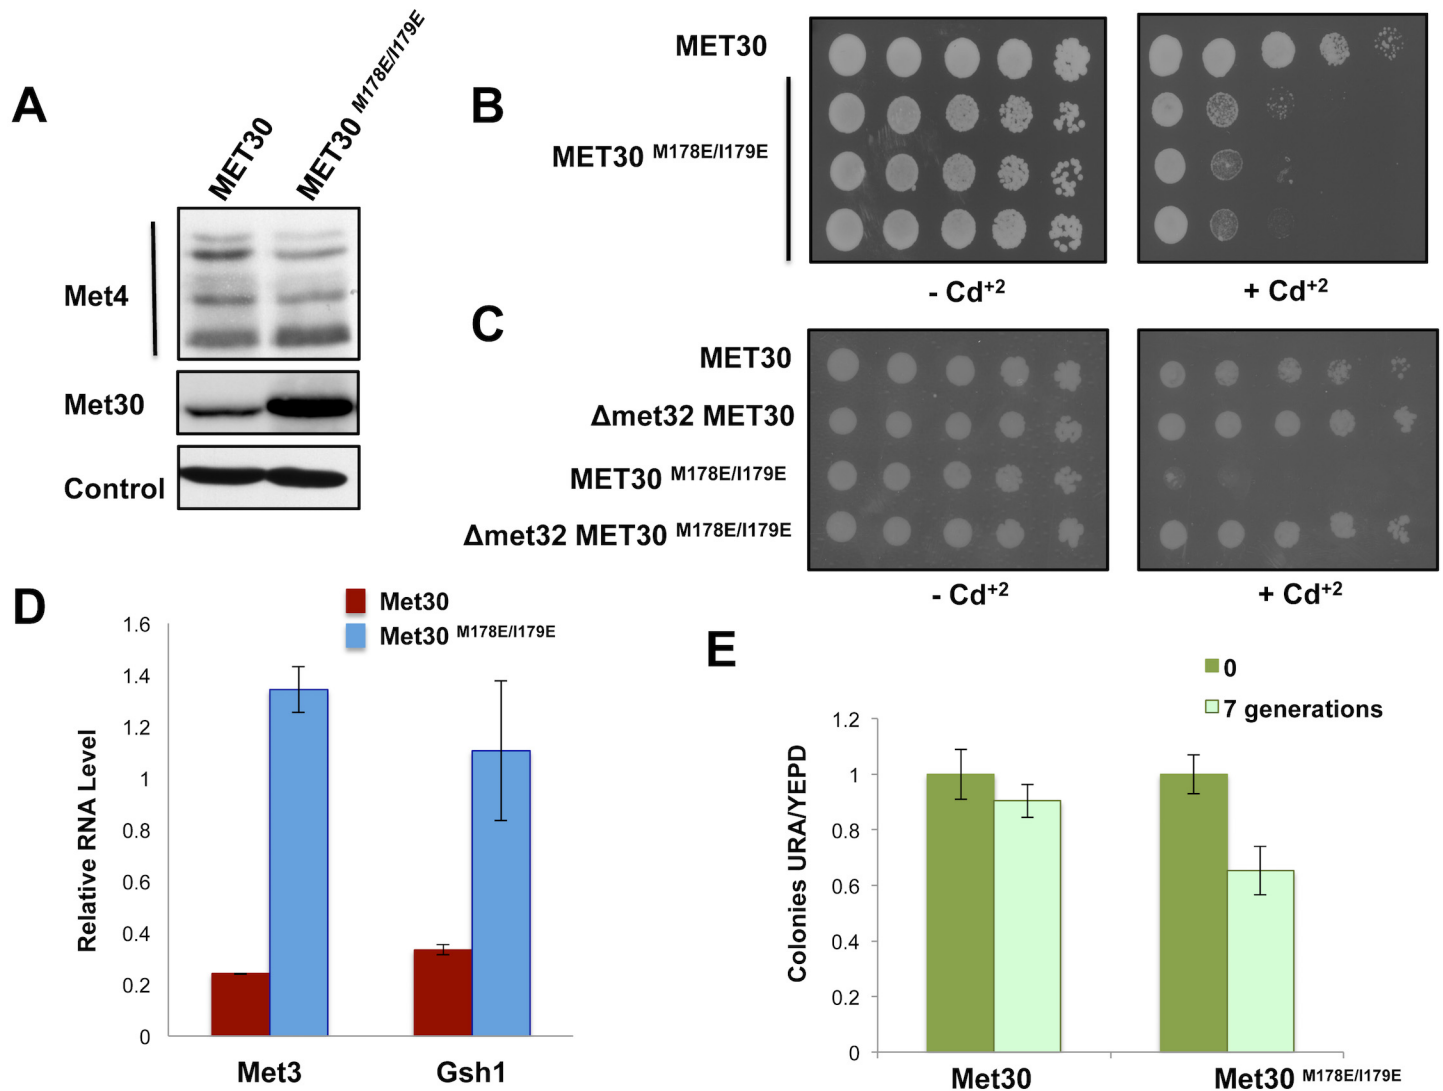 A
MET30
MET30 M178E/I179E
Met4
Met30
Control
B
MET30
MET30 M178E/I179E
- Cd+2
+ Cd+2
C
MET30
Δmet32 MET30
MET30 M178E/I179E
Δmet32 MET30 M178E/I179E
- Cd+2
+ Cd+2
D
Met30
Met30 M178E/I179E
Relative RNA Level
1.6
1.4
1.2
1
0.8
0.6
0.4
0.2
0
Met3
Gsh1
E
0
7 generations
Colonies URA/YEPD
1.2
1
0.8
0.6
0.4
0.2
0
Met30
Met30 M178E/I179E